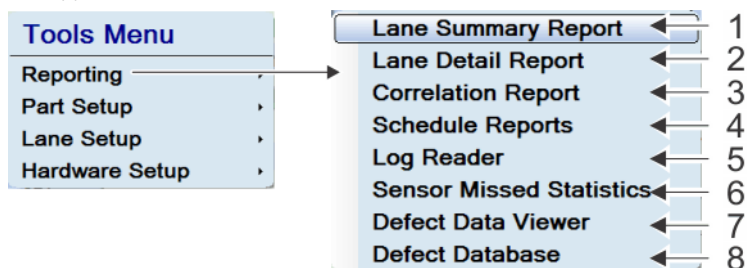 Tools Menu
Reporting
Part Setup
Lane Setup
Hardware Setup
Lane Summary Report 1
Lane Detail Report 2
Correlation Report 3
Schedule Reports 4
Log Reader 5
Sensor Missed Statistics 6
Defect Data Viewer 7
Defect Database 8